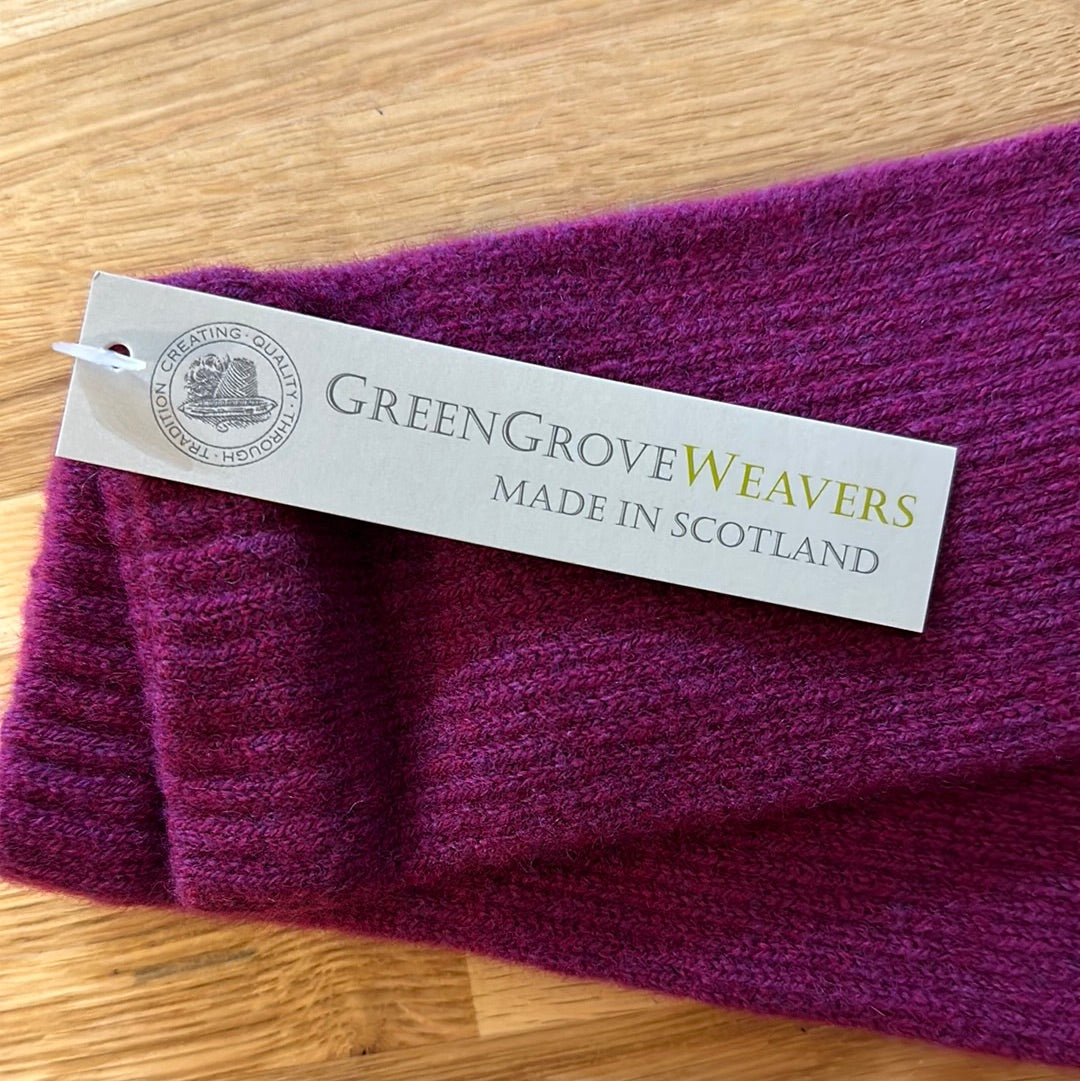 CREATING · QUALITY · THROUGH · TRADITION
GREENGROVEWEAVERS
MADE IN SCOTLAND